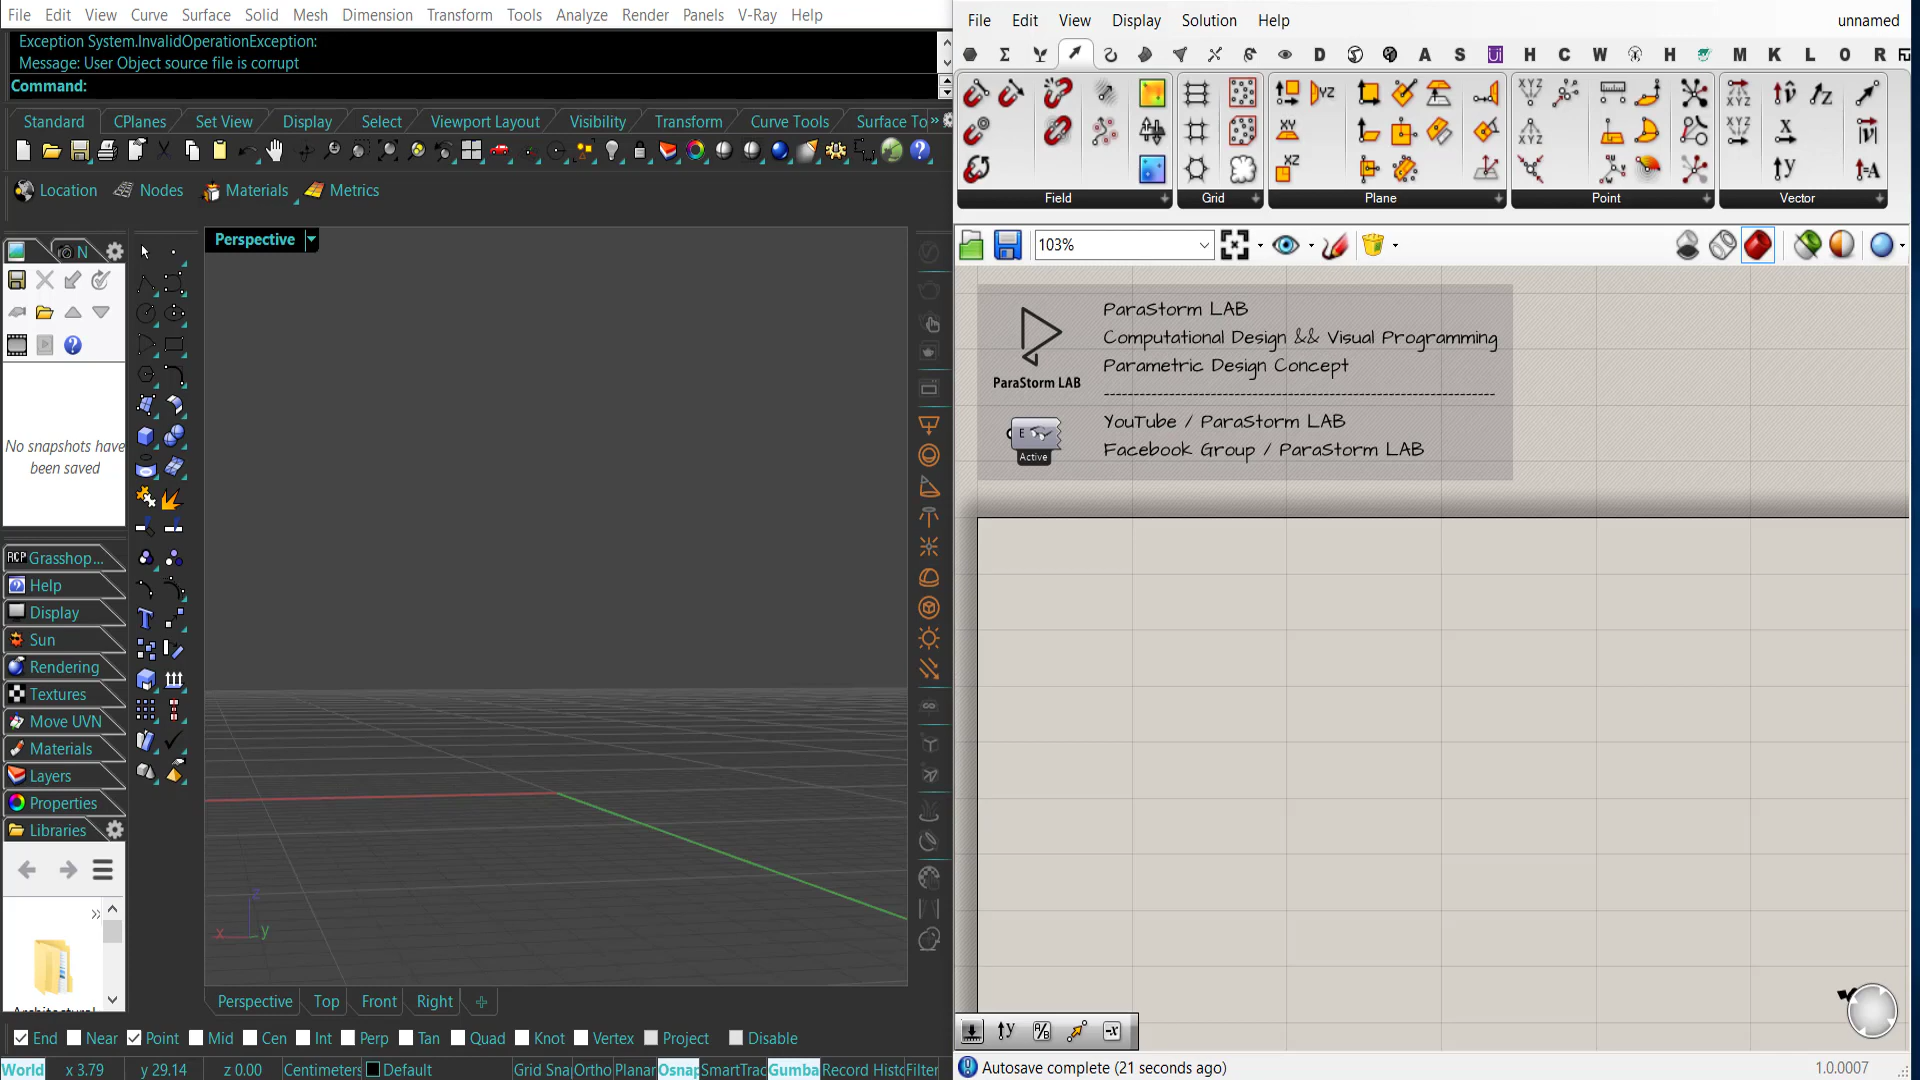 File Edit View Curve Surface Solid Mesh Dimension Transform Tools Analyze Render Panels V-Ray Help
Exception System.InvalidOperationException:
Message: User Object source file is corrupt
Command:
Standard CPlanes Set View Display Select Viewport Layout Visibility Transform Curve Tools Surface To
Location Nodes Materials Metrics
N
No snapshots have
been saved
Grasshop...
Help
Display
Sun
Rendering
Textures
Move UVN
Materials
Layers
Properties
Libraries
Perspective
z
x
y
Perspective Top Front Right
End Near Point Mid Cen Int Perp Tan Quad Knot Vertex Project Disable
World x 3.79 y 29.14 z 0.00 Centimeters Default Grid Sna Ortho Planar Osnap SmartTrac Gumba Record Histo Filter
File Edit View Display Solution Help unnamed
D A S H C W H M K L O R
Field Grid Plane Point Vector
103%
ParaStorm LAB
Computational Design && Visual Programming
Parametric Design Concept
ParaStorm LAB
YouTube / ParaStorm LAB
Facebook Group / ParaStorm LAB
E
Active
Autosave complete (21 seconds ago) 1.0.0007